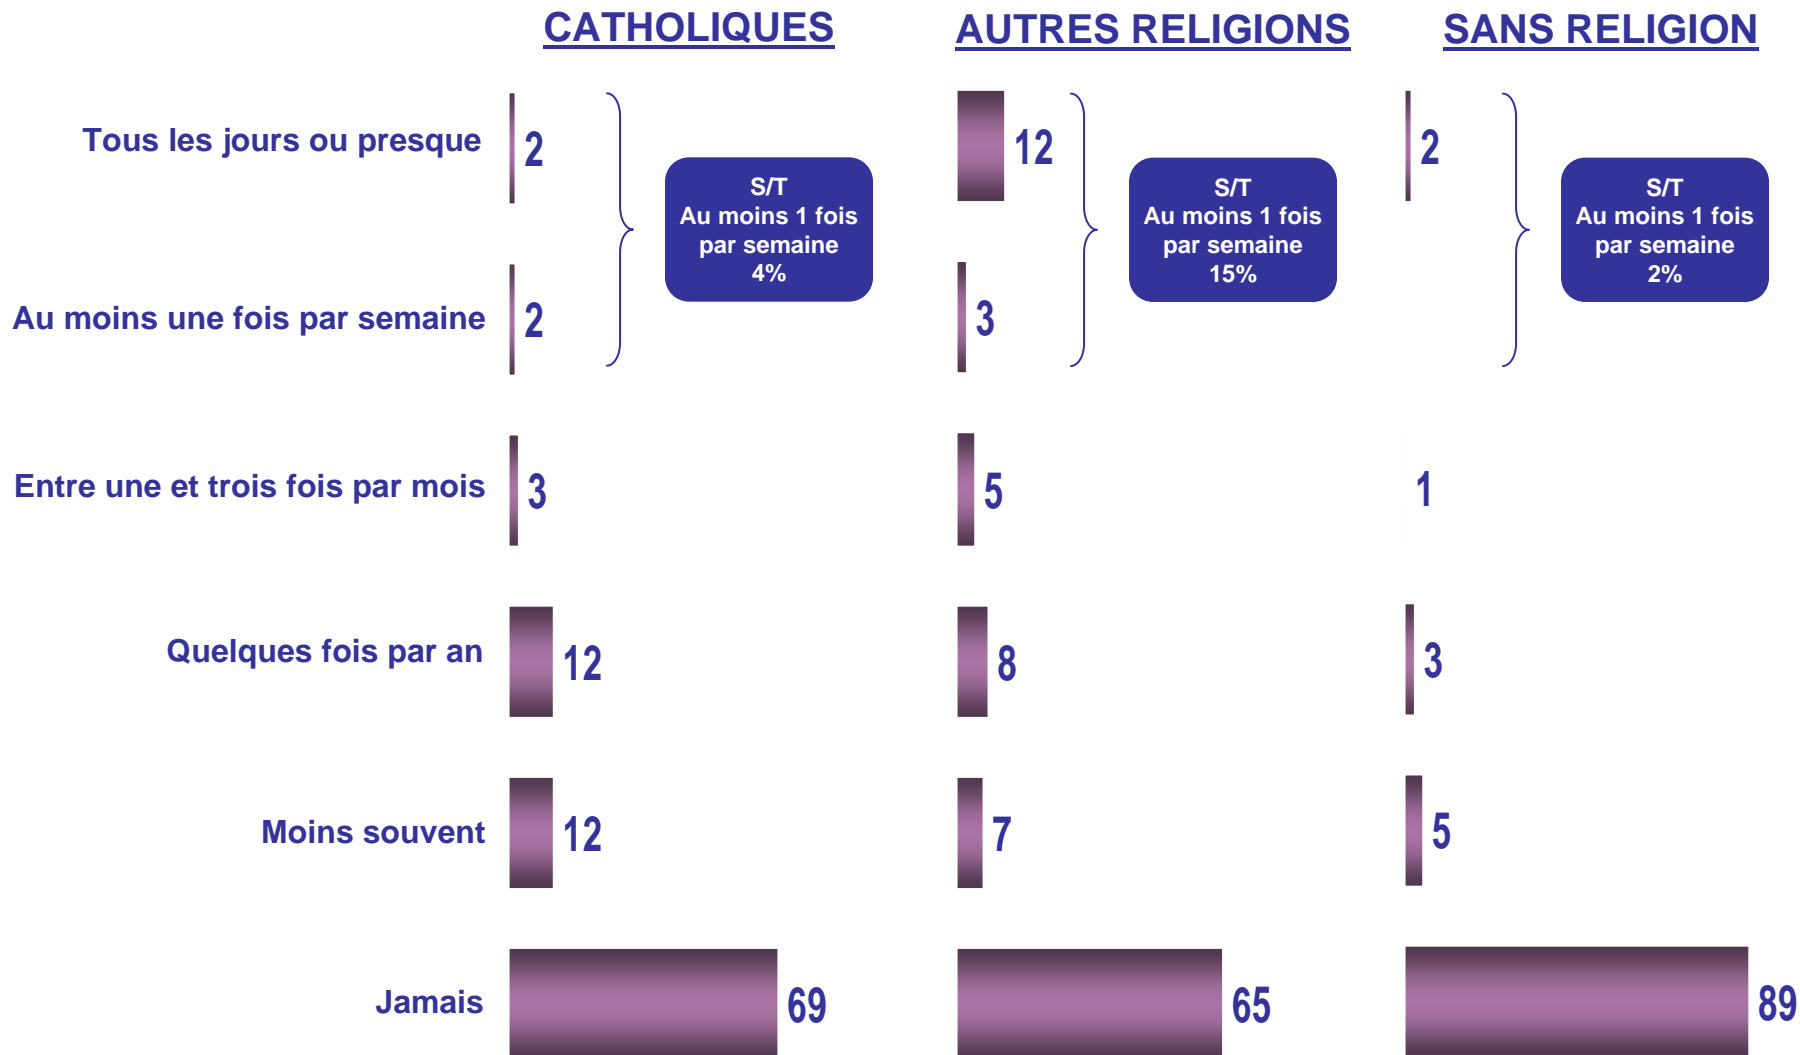 CATHOLIQUES AUTRES RELIGIONS SANS RELIGION
Tous les jours ou presque 2 12 2
S/T
Au moins 1 fois
par semaine
4%
S/T
Au moins 1 fois
par semaine
15%
S/T
Au moins 1 fois
par semaine
2%
Au moins une fois par semaine 2 3
Entre une et trois fois par mois 3 5 1
Quelques fois par an 12 8 3
Moins souvent 12 7 5
Jamais 69 65 89